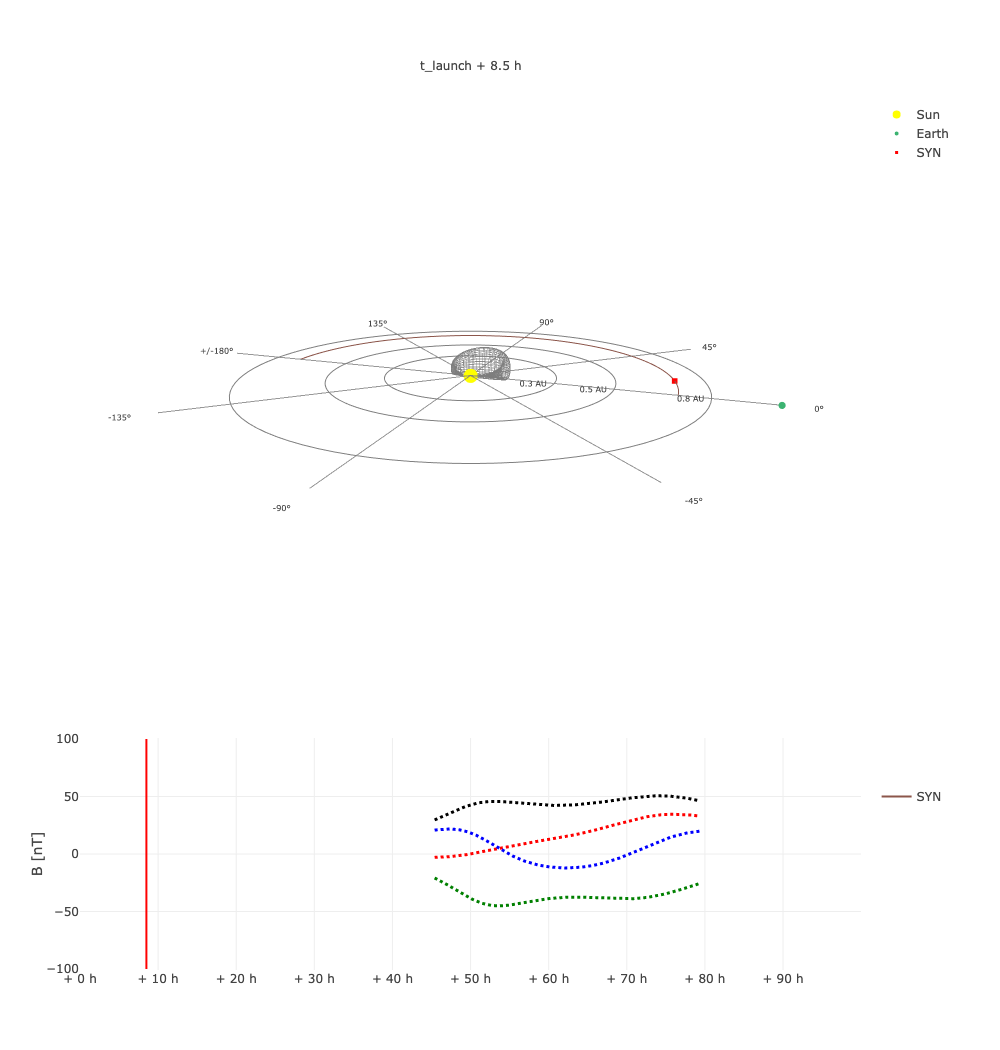 t_launch + 8.5 h
Sun
Earth
SYN
135°
90°
+/-180°
45°
0.3 AU
0.5 AU
0.8 AU
0°
-135°
-45°
-90°
100
50
0
−50
−100
B [nT]
SYN
+ 0 h
+ 10 h
+ 20 h
+ 30 h
+ 40 h
+ 50 h
+ 60 h
+ 70 h
+ 80 h
+ 90 h